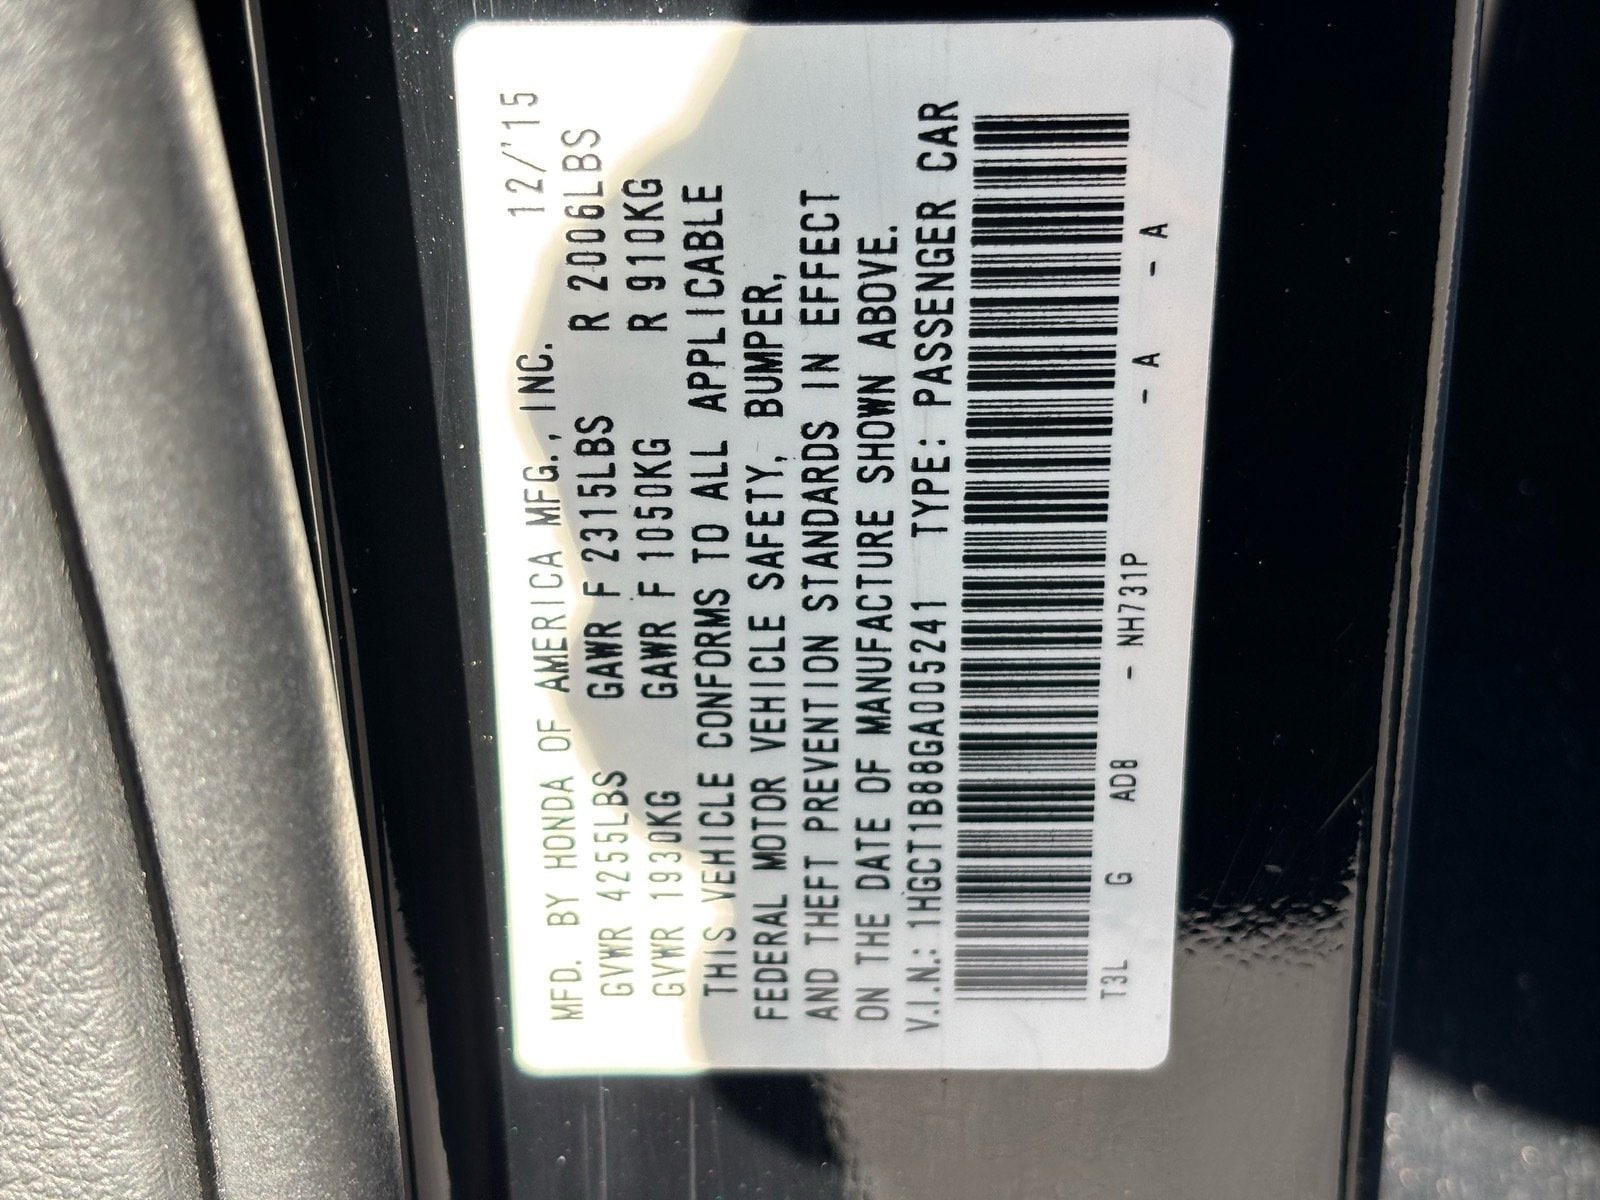 MFD. BY HONDA OF AMERICA MFG., INC. 12/'15
GVWR 4255LBS GAWR F 2315LBS R 2006LBS
GVWR 1930KG GAWR F 1050KG R 910KG
THIS VEHICLE CONFORMS TO ALL APPLICABLE
FEDERAL MOTOR VEHICLE SAFETY, BUMPER,
AND THEFT PREVENTION STANDARDS IN EFFECT
ON THE DATE OF MANUFACTURE SHOWN ABOVE.
V.I.N.: 1HGCT1B88GA005241 TYPE: PASSENGER CAR
T3L G AD8 - NH731P - A - A